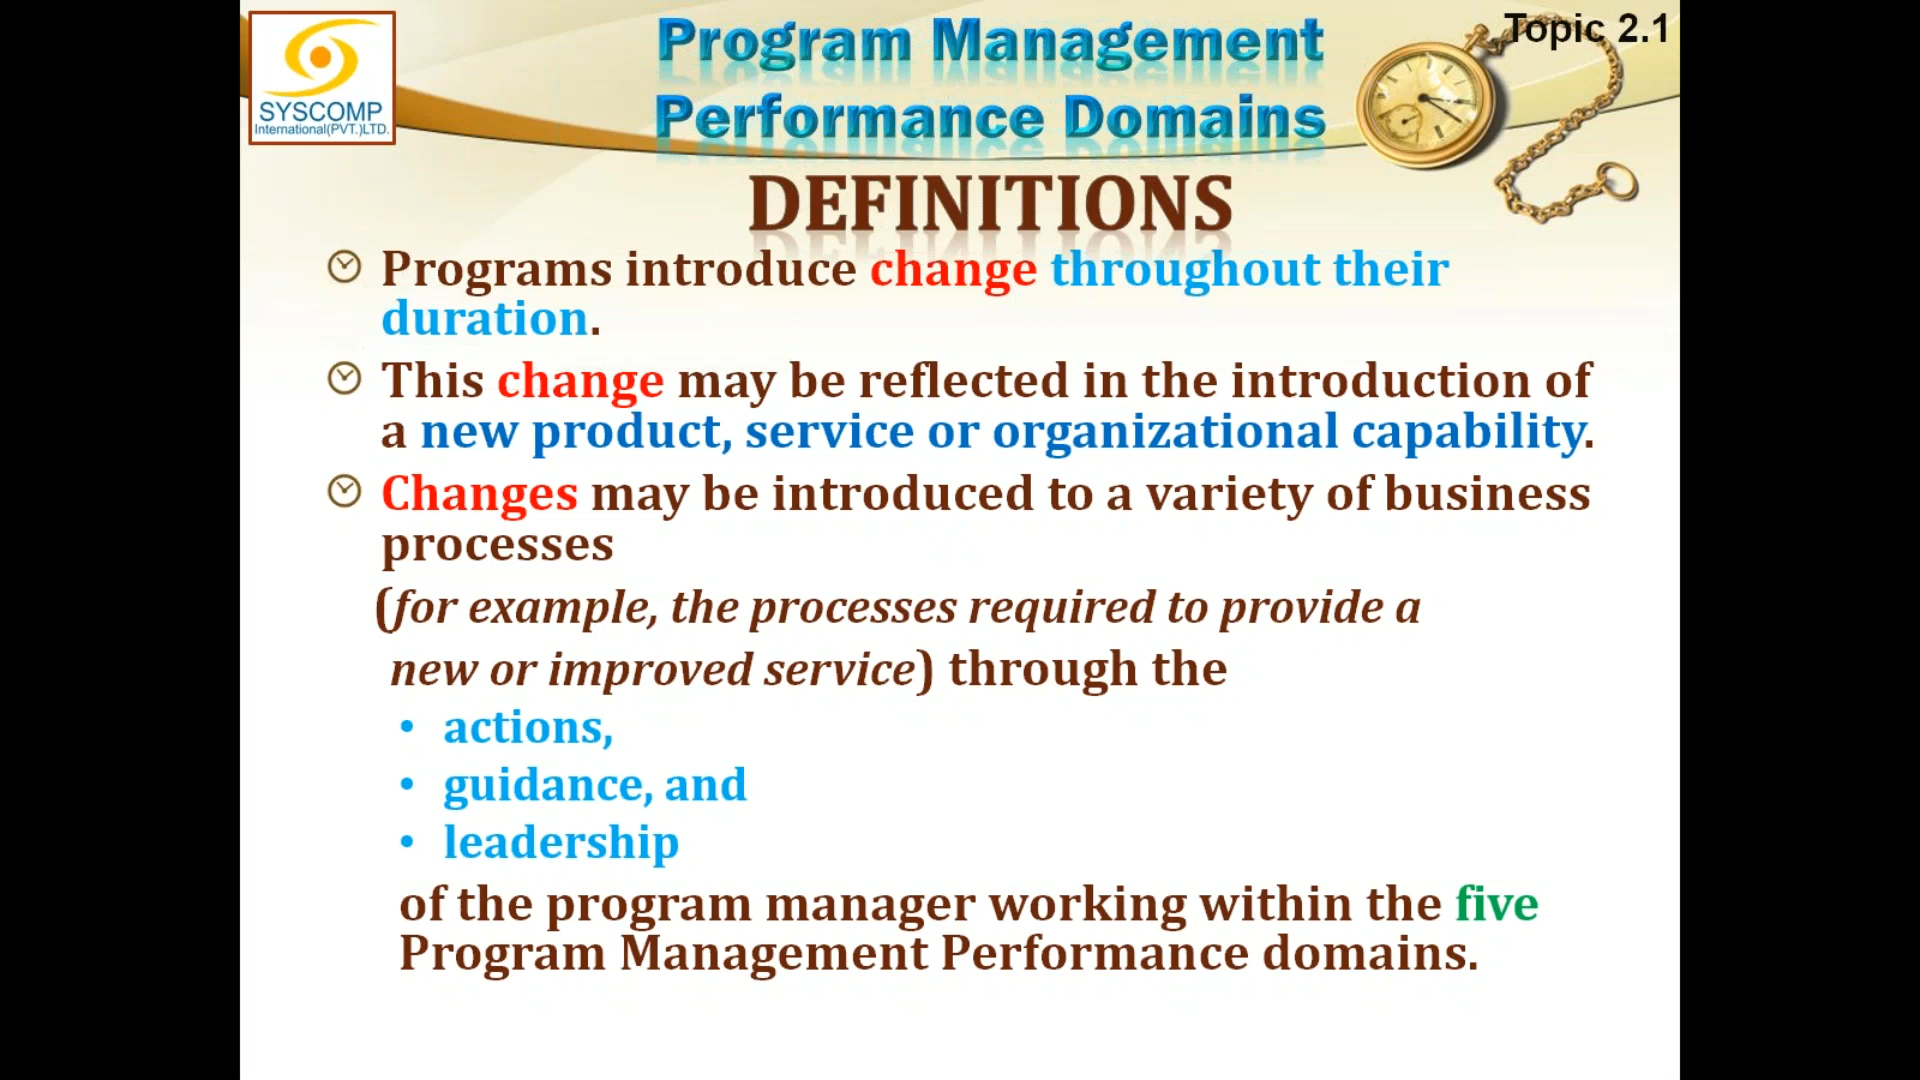 SYSCOMP
International(PVT.)LTD.
Topic 2.1
Program Management
Performance Domains
DEFINITIONS
Programs introduce change throughout their
duration.
This change may be reflected in the introduction of
a new product, service or organizational capability.
Changes may be introduced to a variety of business
processes
(for example, the processes required to provide a
new or improved service) through the
• actions,
• guidance, and
• leadership
of the program manager working within the five
Program Management Performance domains.